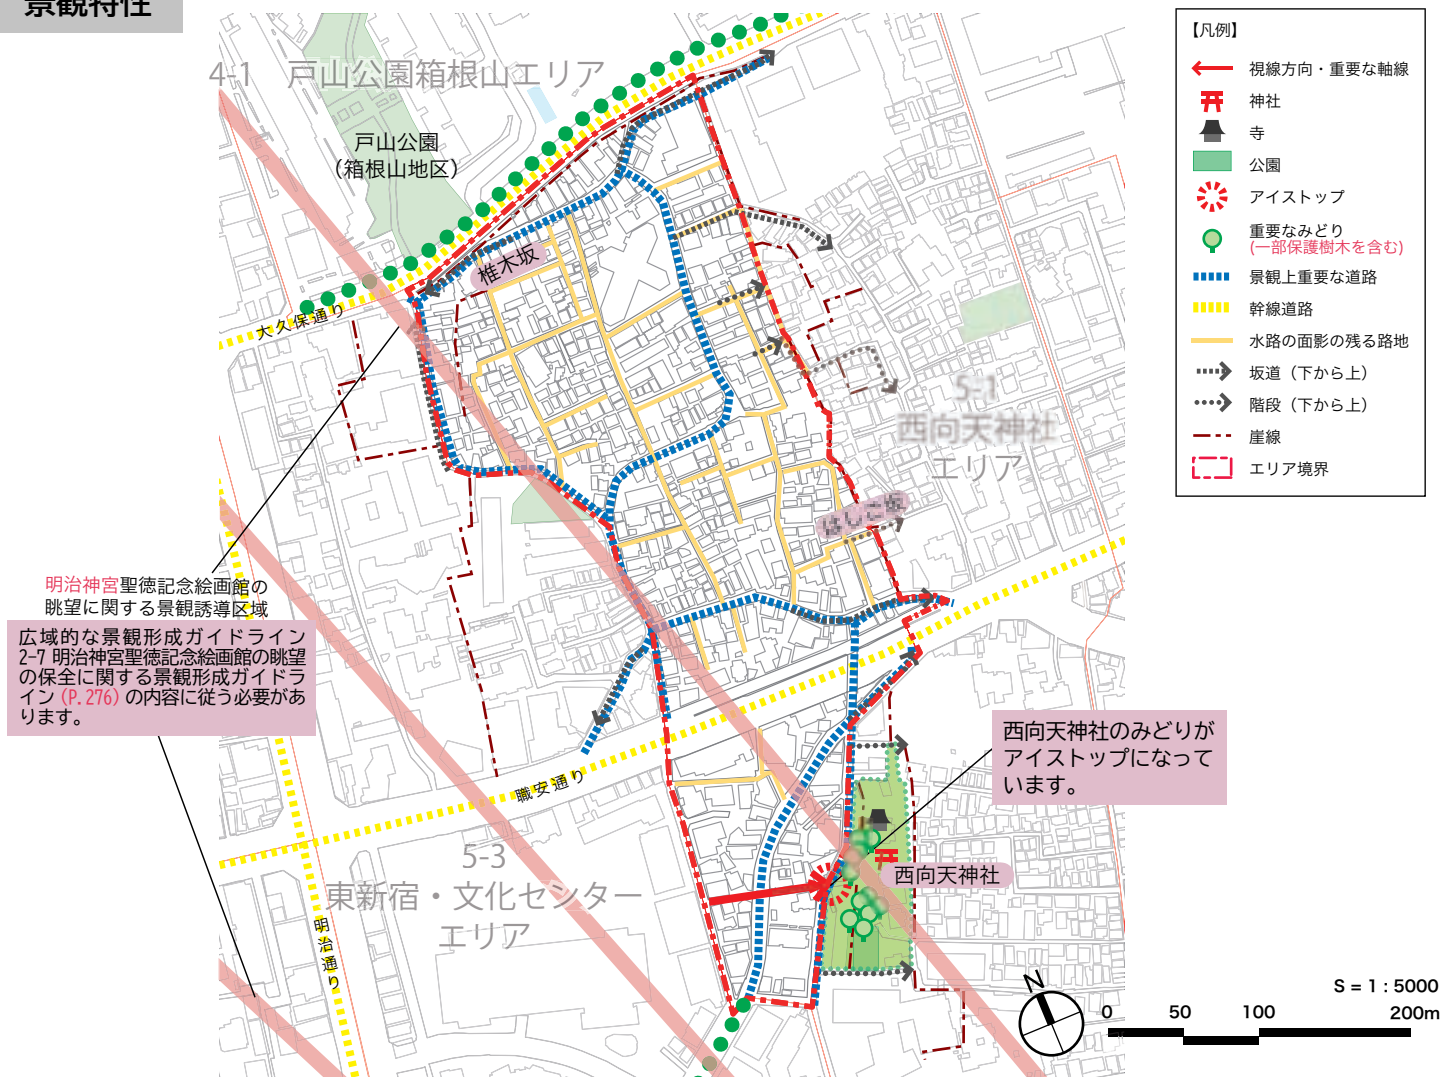 景観特性
4-1 戸山公園箱根山エリア
戸山公園
（箱根山地区）
椎木坂
大久保通り
5-1
西向天神社
エリア
はしご坂
明治神宮聖徳記念絵画館の
眺望に関する景観誘導区域
広域的な景観形成ガイドライン
2-7 明治神宮聖徳記念絵画館の眺望
の保全に関する景観形成ガイドラ
イン(P.276)の内容に従う必要があ
ります。
職安通り
西向天神社のみどりが
アイストップになって
います。
5-3
東新宿・文化センター
エリア
西向天神社
明治通り
【凡例】
視線方向・重要な軸線
神社
寺
公園
アイストップ
重要なみどり
(一部保護樹木を含む)
景観上重要な道路
幹線道路
水路の面影の残る路地
坂道（下から上）
階段（下から上）
崖線
エリア境界
N
S = 1 : 5000
0 50 100 200m